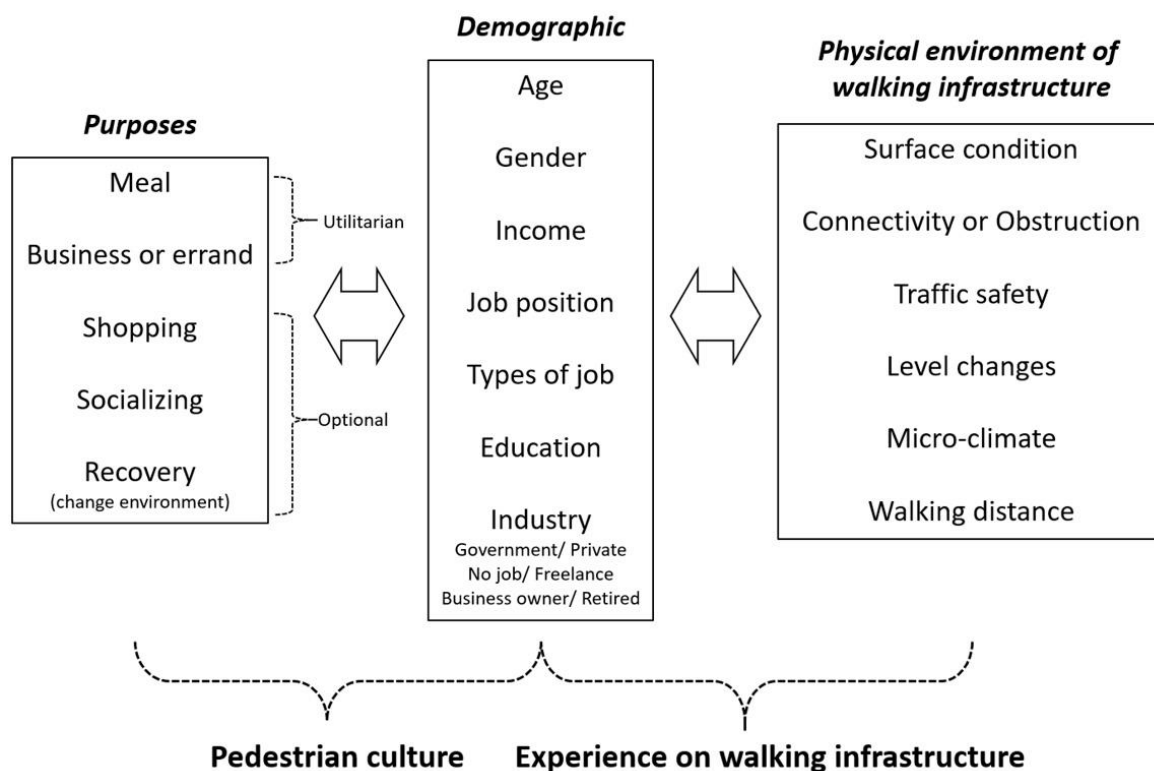 Purposes
Meal
Business or errand
Shopping
Socializing
Recovery
(change environment)
Utilitarian
Optional
Demographic
Age
Gender
Income
Job position
Types of job
Education
Industry
Government/ Private
No job/ Freelance
Business owner/ Retired
Physical environment of
walking infrastructure
Surface condition
Connectivity or Obstruction
Traffic safety
Level changes
Micro-climate
Walking distance
Pedestrian culture
Experience on walking infrastructure